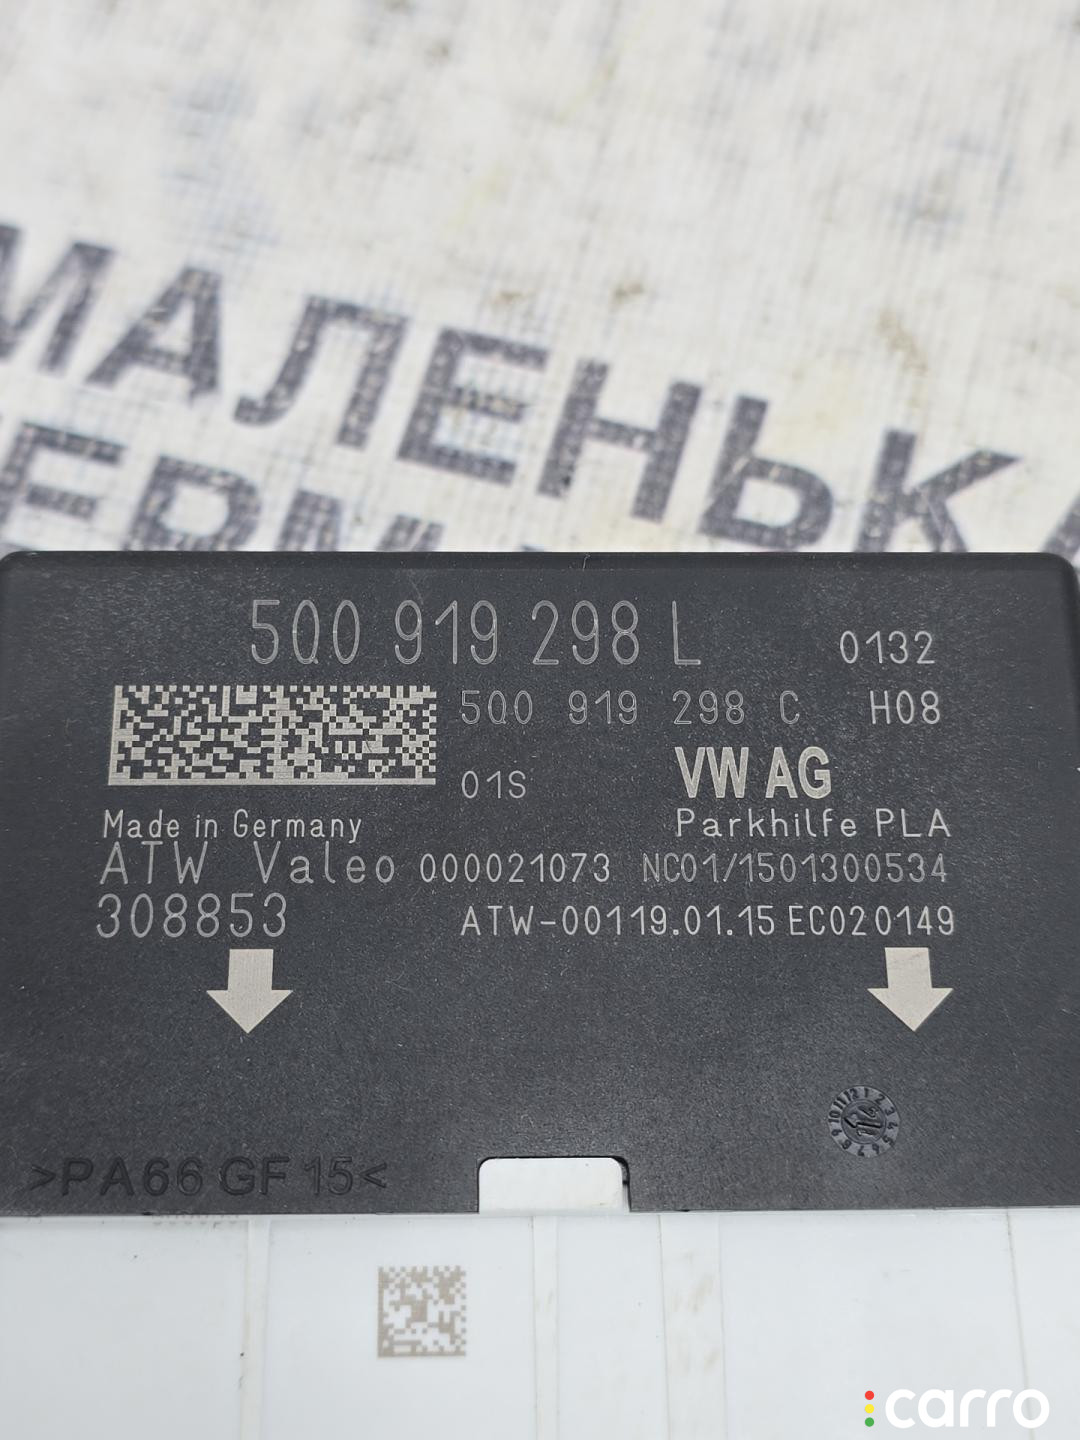 МАЛЕНЬК
ЕРМ
5Q0 919 298 L 0132
5Q0 919 298 C H08
01S VW AG
Made in Germany Parkhilfe PLA
ATW Valeo 000021073 NC01/1501300534
308853 ATW-00119.01.15 EC020149
>PA66 GF 15<
carro